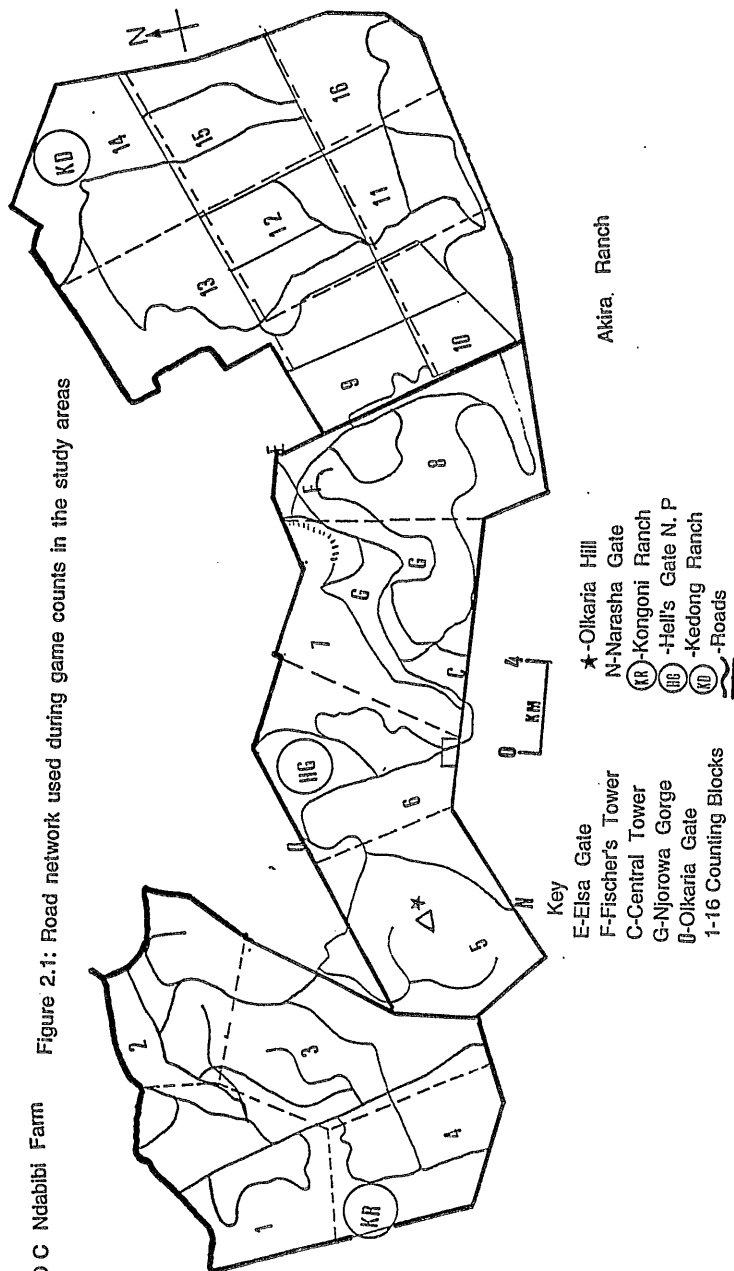 D C Ndabibi Farm
Figure 2.1: Road network used during game counts in the study areas
N
KD
14
15
16
13
12
11
9
10
E
F
8
G
G
7
C
O
HG
6
N
5
2
3
1
4
KR
Akira. Ranch
0 4
KM
Key
E-Elsa Gate
F-Fischer's Tower
C-Central Tower
G-Njorowa Gorge
O-Olkaria Gate
1-16 Counting Blocks
★-Olkaria Hill
N-Narasha Gate
KR-Kongoni Ranch
HG-Hell's Gate N. P
KD-Kedong Ranch
-Roads